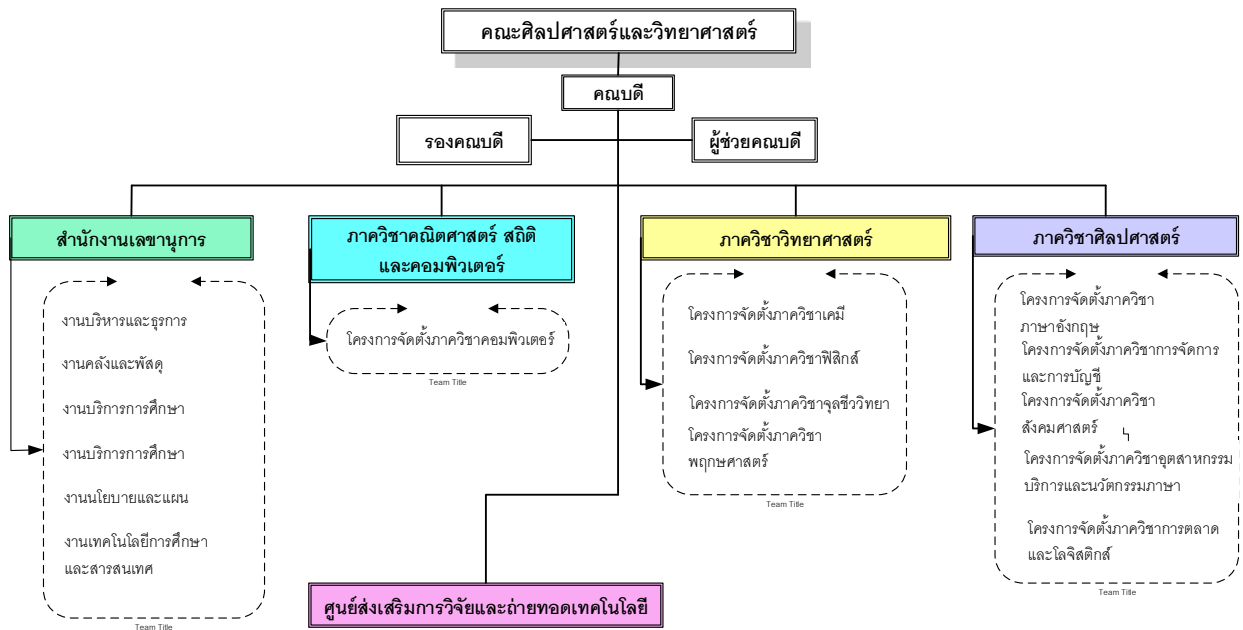 คณะศิลปศาสตร์และวิทยาศาสตร์
คณบดี
รองคณบดี
ผู้ช่วยคณบดี
สำนักงานเลขานุการ
งานบริหารและธุรการ
งานคลังและพัสดุ
งานบริการการศึกษา
งานบริการการศึกษา
งานนโยบายและแผน
งานเทคโนโลยีการศึกษา
และสารสนเทศ
Team Title
ภาควิชาคณิตศาสตร์ สถิติ
และคอมพิวเตอร์
โครงการจัดตั้งภาควิชาคอมพิวเตอร์
Team Title
ภาควิชาวิทยาศาสตร์
โครงการจัดตั้งภาควิชาเคมี
โครงการจัดตั้งภาควิชาฟิสิกส์
โครงการจัดตั้งภาควิชาจุลชีววิทยา
โครงการจัดตั้งภาควิชา
พฤกษศาสตร์
Team Title
ภาควิชาศิลปศาสตร์
โครงการจัดตั้งภาควิชา
ภาษาอังกฤษ
โครงการจัดตั้งภาควิชาการจัดการ
และการบัญชี
โครงการจัดตั้งภาควิชา
สังคมศาสตร์
โครงการจัดตั้งภาควิชาอุตสาหกรรม
บริการและนวัตกรรมภาษา
โครงการจัดตั้งภาควิชาการตลาด
และโลจิสติกส์
Team Title
ศูนย์ส่งเสริมการวิจัยและถ่ายทอดเทคโนโลยี